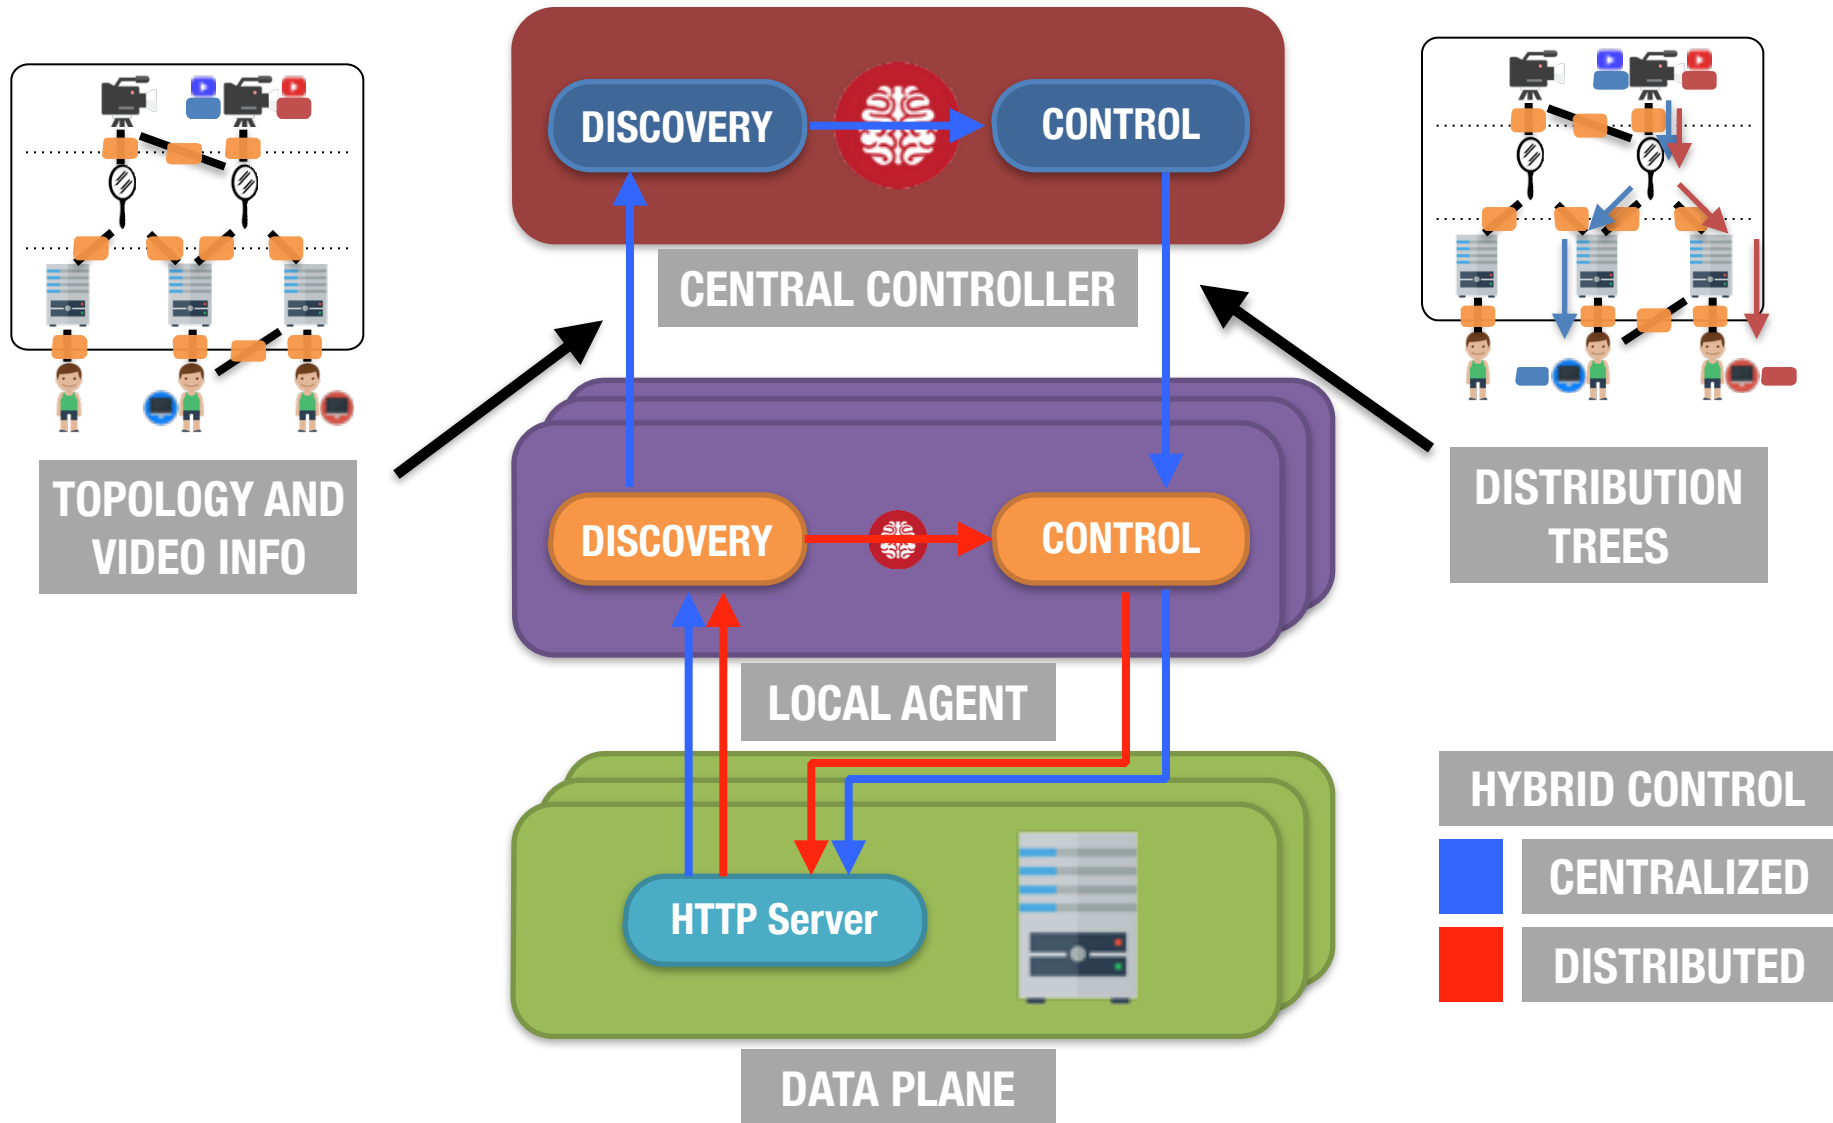 DISCOVERY
CONTROL
CENTRAL CONTROLLER
TOPOLOGY AND
VIDEO INFO
DISTRIBUTION
TREES
DISCOVERY
CONTROL
LOCAL AGENT
HTTP Server
DATA PLANE
HYBRID CONTROL
CENTRALIZED
DISTRIBUTED